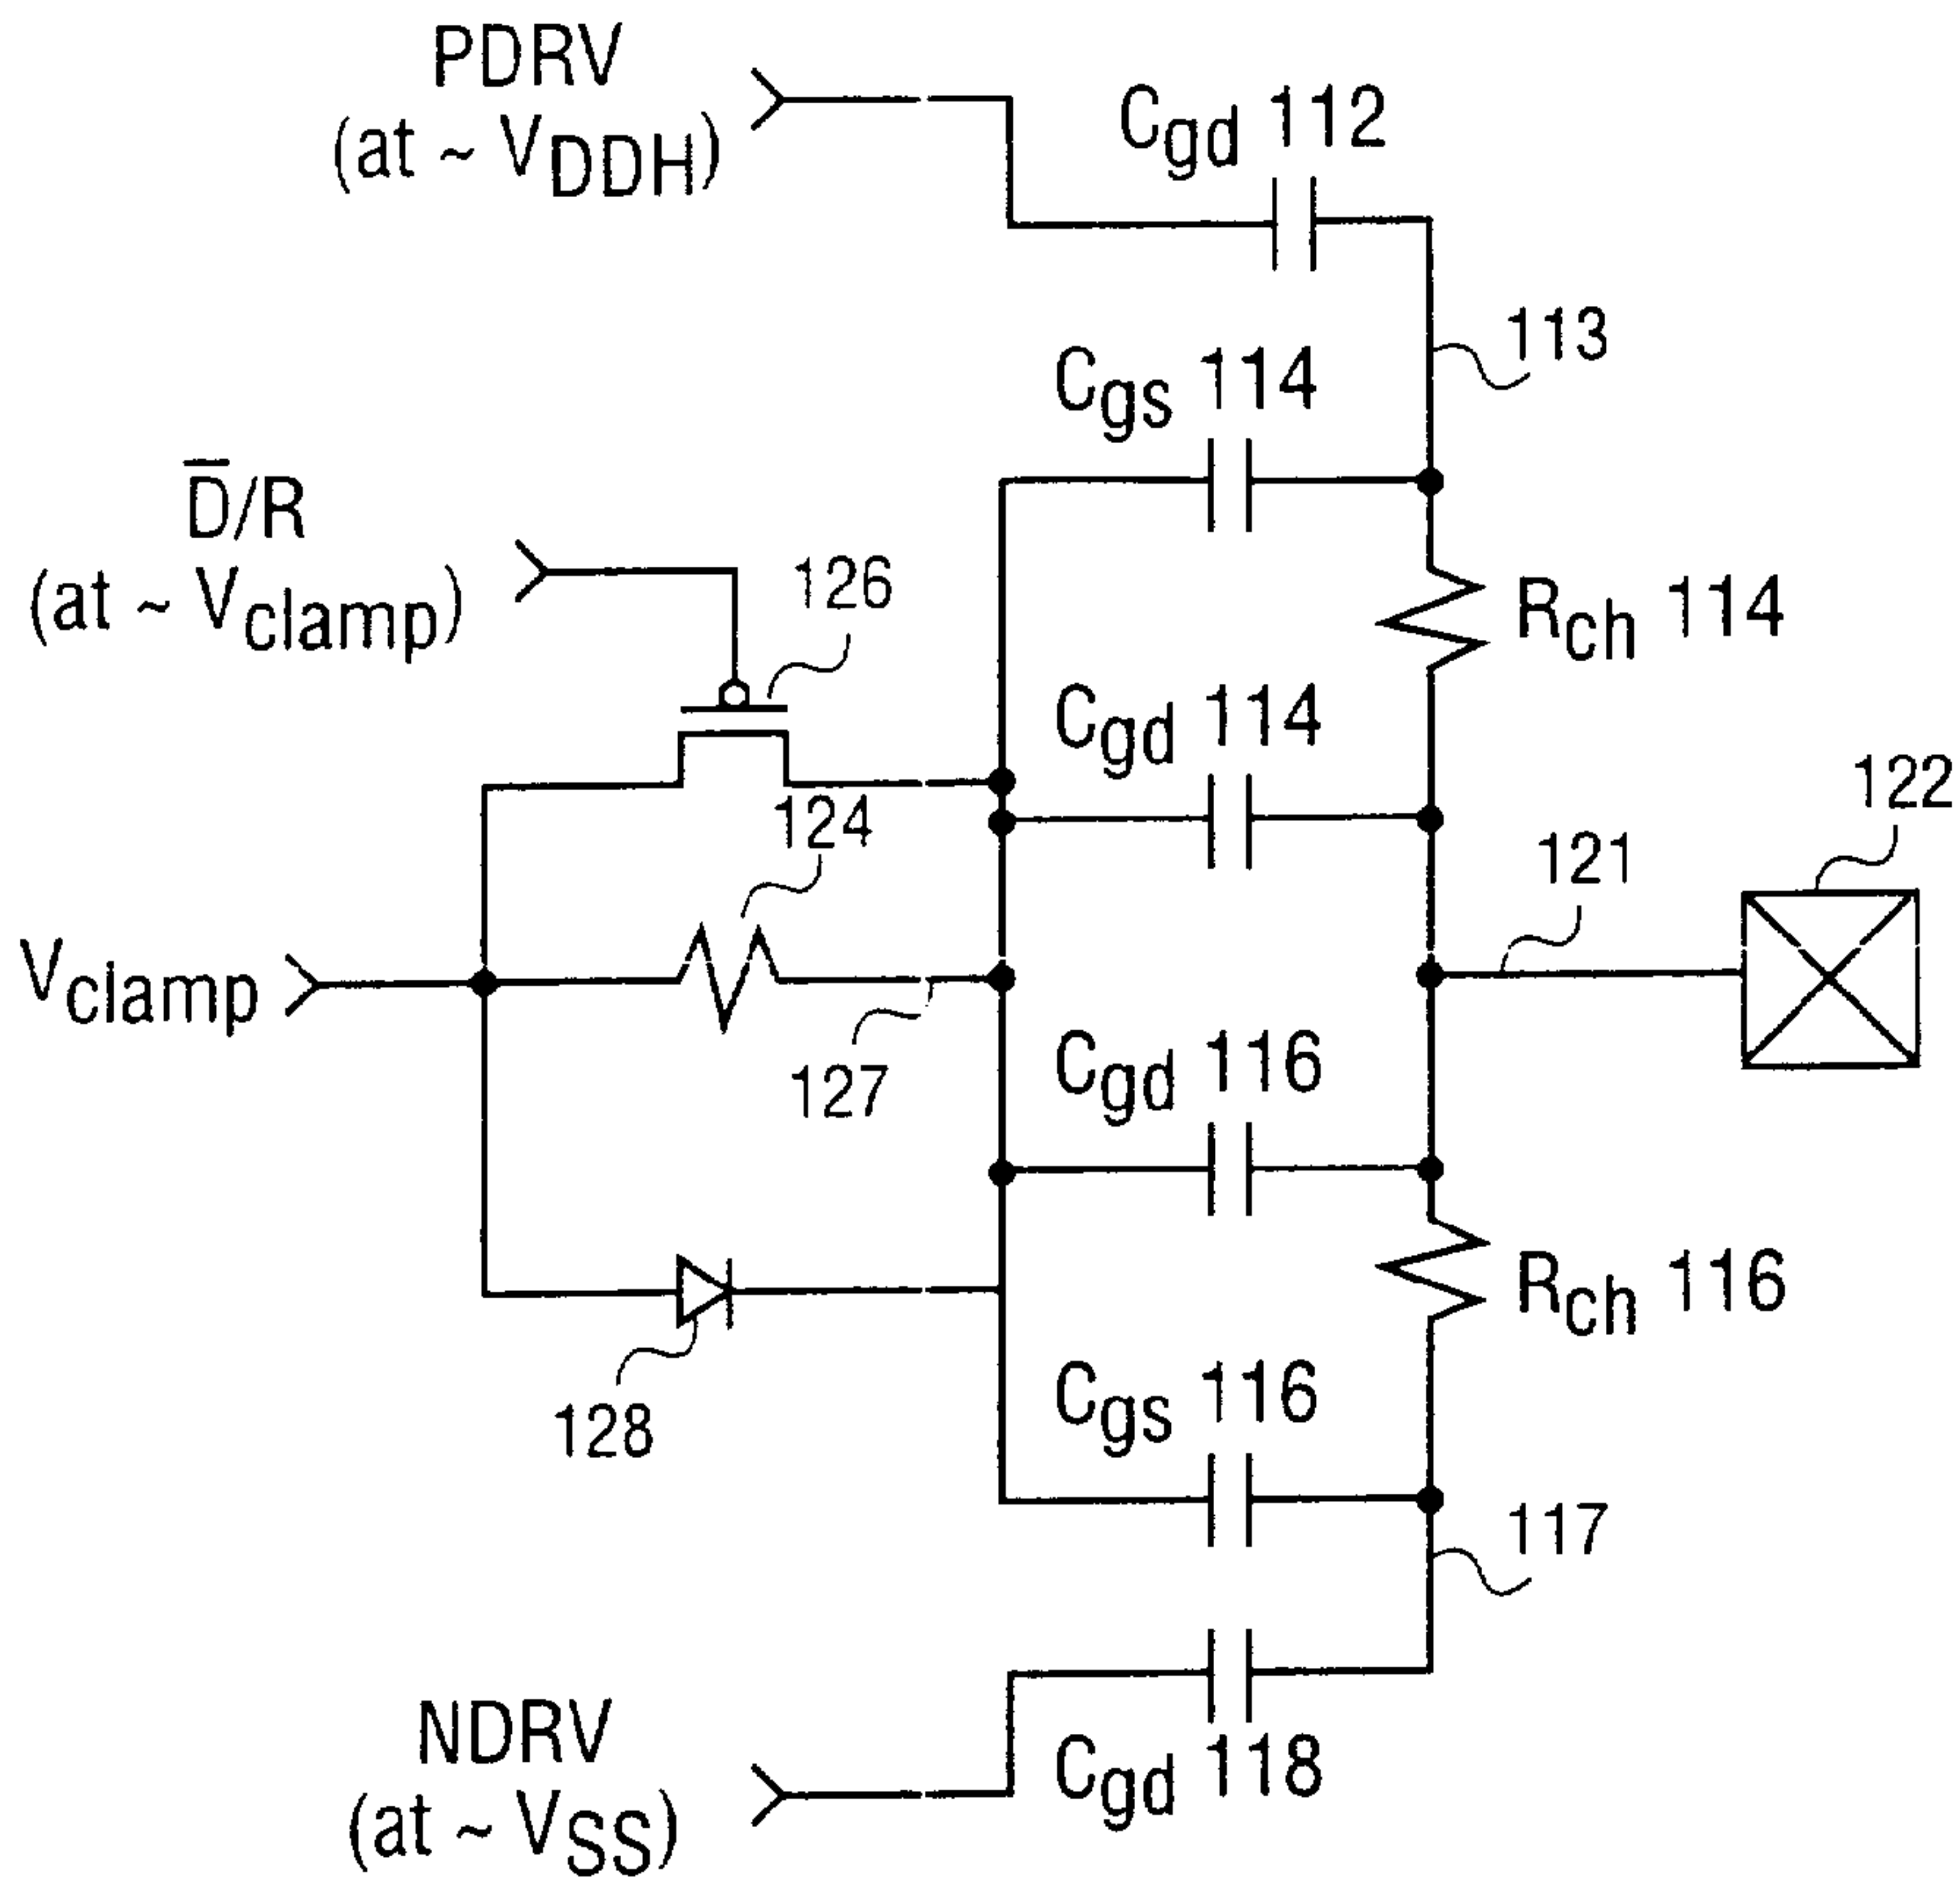 PDRV
(at ~ VDDH)
Cgd 112
113
Cgs 114
D̅/R
(at ~ Vclamp)
126
Rch 114
Cgd 114
124
122
121
Vclamp
127
Cgd 116
Rch 116
Cgs 116
128
117
NDRV
(at ~ VSS)
Cgd 118